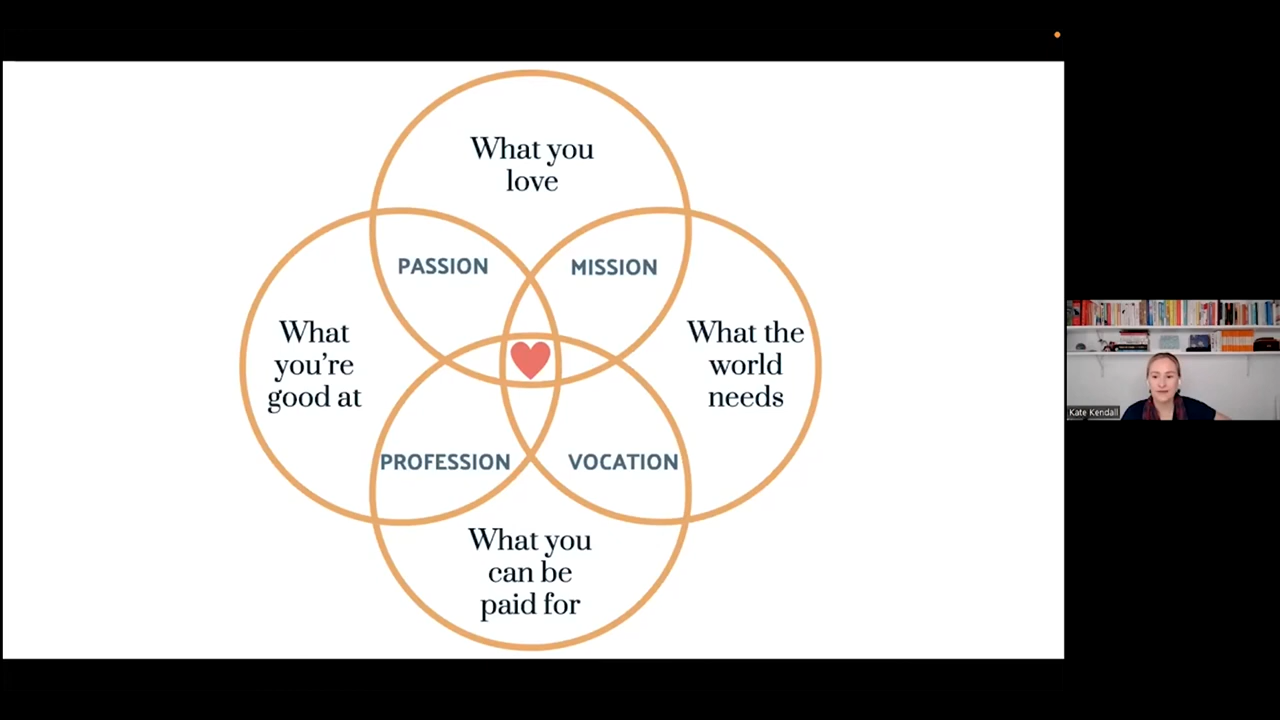 What you
love
PASSION
MISSION
What
you’re
good at
What the
world
needs
PROFESSION
VOCATION
What you
can be
paid for
Kate Kendall